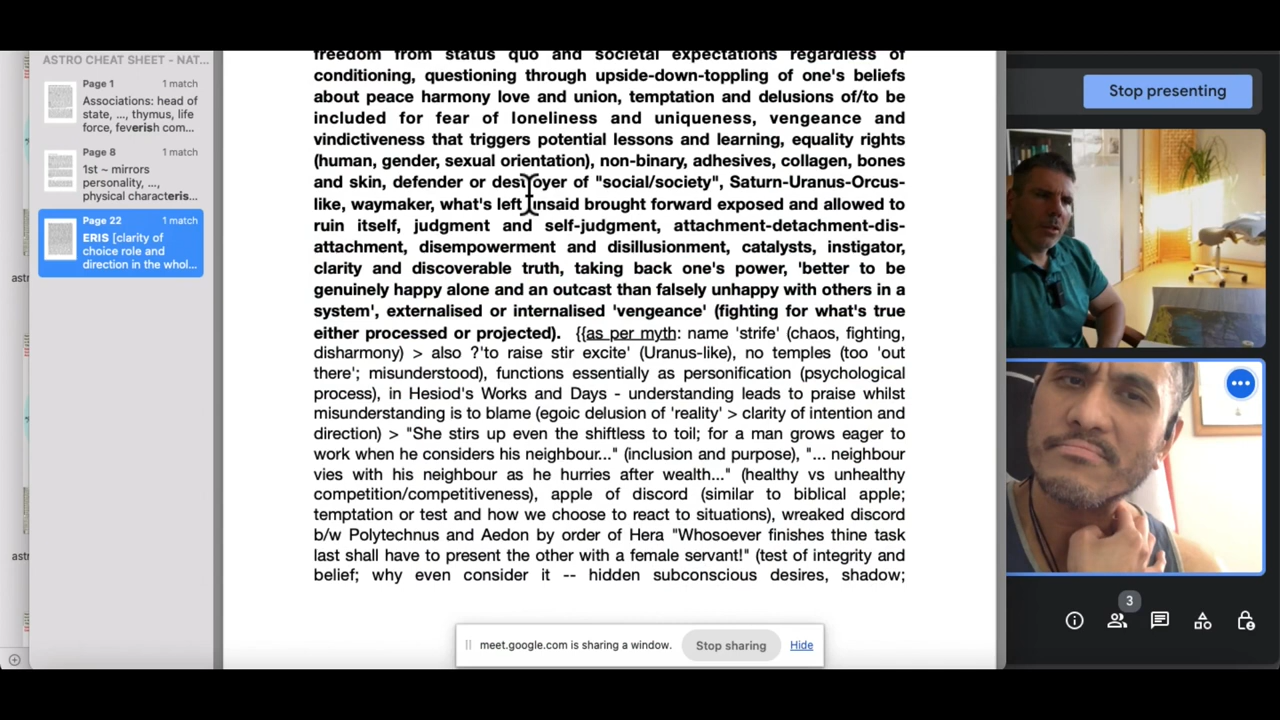 ASTRO CHEAT SHEET - NAT...
Page 1 1 match
Associations: head of
state, ..., thymus, life
force, feverish com...
Page 8 1 match
1st ~ mirrors
personality, ...,
physical characteris...
Page 22 1 match
ERIS [clarity of
choice role and
direction in the whol...
astr
astr
freedom from status quo and societal expectations regardless of
conditioning, questioning through upside-down-toppling of one's beliefs
about peace harmony love and union, temptation and delusions of/to be
included for fear of loneliness and uniqueness, vengeance and
vindictiveness that triggers potential lessons and learning, equality rights
(human, gender, sexual orientation), non-binary, adhesives, collagen, bones
and skin, defender or destroyer of "social/society", Saturn-Uranus-Orcus-
like, waymaker, what's left unsaid brought forward exposed and allowed to
ruin itself, judgment and self-judgment, attachment-detachment-dis-
attachment, disempowerment and disillusionment, catalysts, instigator,
clarity and discoverable truth, taking back one's power, 'better to be
genuinely happy alone and an outcast than falsely unhappy with others in a
system', externalised or internalised 'vengeance' (fighting for what's true
either processed or projected). {{as per myth: name 'strife' (chaos, fighting,
disharmony) > also ?'to raise stir excite' (Uranus-like), no temples (too 'out
there'; misunderstood), functions essentially as personification (psychological
process), in Hesiod's Works and Days - understanding leads to praise whilst
misunderstanding is to blame (egoic delusion of 'reality' > clarity of intention and
direction) > "She stirs up even the shiftless to toil; for a man grows eager to
work when he considers his neighbour..." (inclusion and purpose), "... neighbour
vies with his neighbour as he hurries after wealth..." (healthy vs unhealthy
competition/competitiveness), apple of discord (similar to biblical apple;
temptation or test and how we choose to react to situations), wreaked discord
b/w Polytechnus and Aedon by order of Hera "Whosoever finishes thine task
last shall have to present the other with a female servant!" (test of integrity and
belief; why even consider it -- hidden subconscious desires, shadow;
meet.google.com is sharing a window. Stop sharing Hide
Stop presenting
3